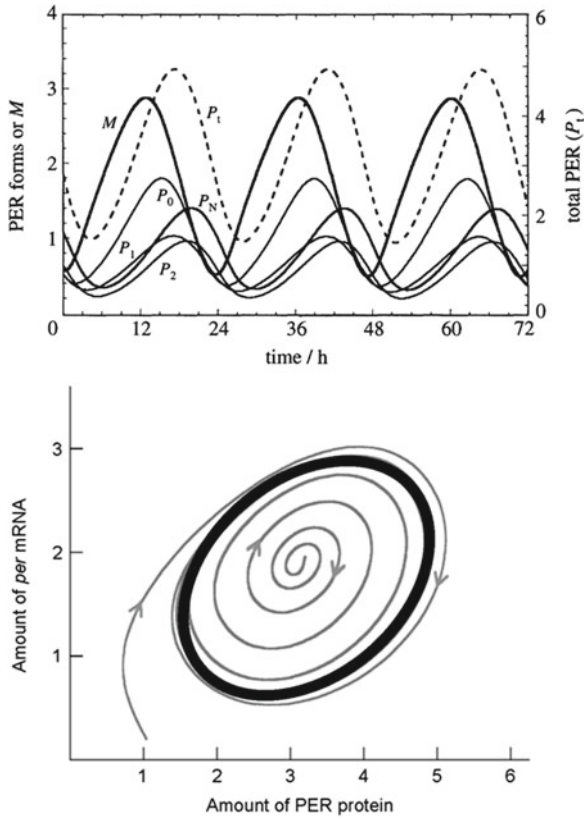 PER forms or M
4
3
2
1
0
M
Pt
P0
PN
P1
P2
6
4
2
0
total PER (Pt)
0 12 24 36 48 60 72
time / h
Amount of per mRNA
3
2
1
1 2 3 4 5 6
Amount of PER protein